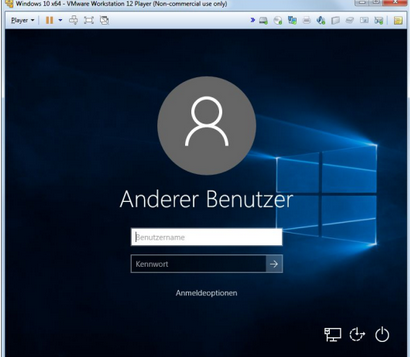 Windows 10 x64 - VMware Workstation 12 Player (Non-commercial use only)
Player
Anderer Benutzer
Benutzername
Kennwort
Anmeldeoptionen